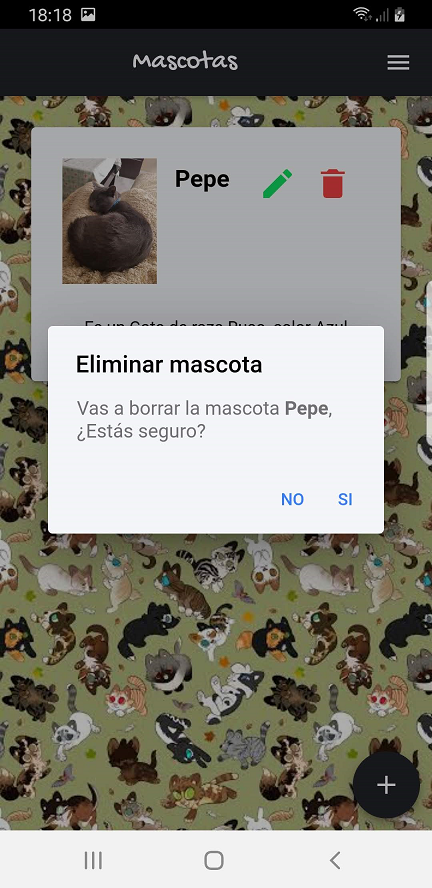 18:18
Mascotas
Pepe
Es un Gato de raza Ruso, color Azul
Eliminar mascota
Vas a borrar la mascota Pepe,
¿Estás seguro?
NO SI